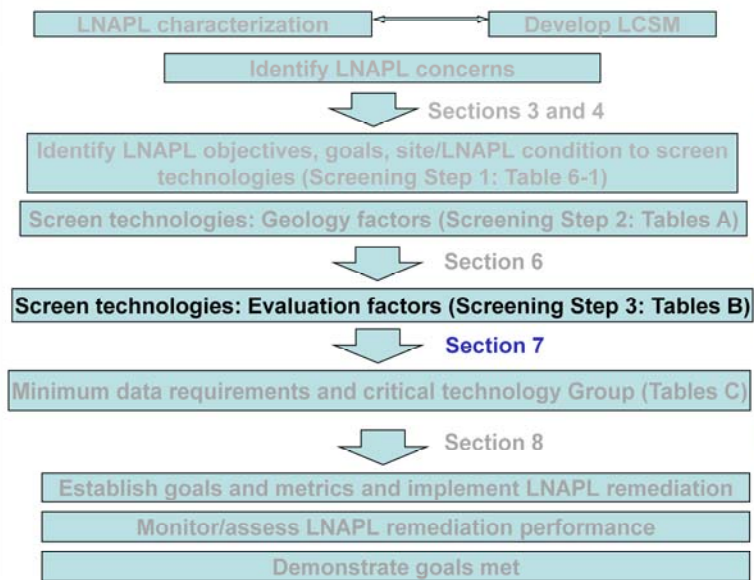 LNAPL characterization
Develop LCSM
Identify LNAPL concerns
Sections 3 and 4
Identify LNAPL objectives, goals, site/LNAPL condition to screen
technologies (Screening Step 1: Table 6-1)
Screen technologies: Geology factors (Screening Step 2: Tables A)
Section 6
Screen technologies: Evaluation factors (Screening Step 3: Tables B)
Section 7
Minimum data requirements and critical technology Group (Tables C)
Section 8
Establish goals and metrics and implement LNAPL remediation
Monitor/assess LNAPL remediation performance
Demonstrate goals met